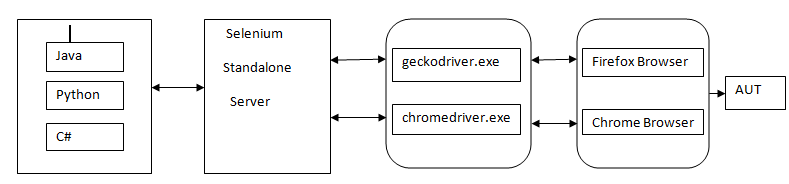 Java
Python
C#
Selenium
Standalone
Server
geckodriver.exe
chromedriver.exe
Firefox Browser
Chrome Browser
AUT